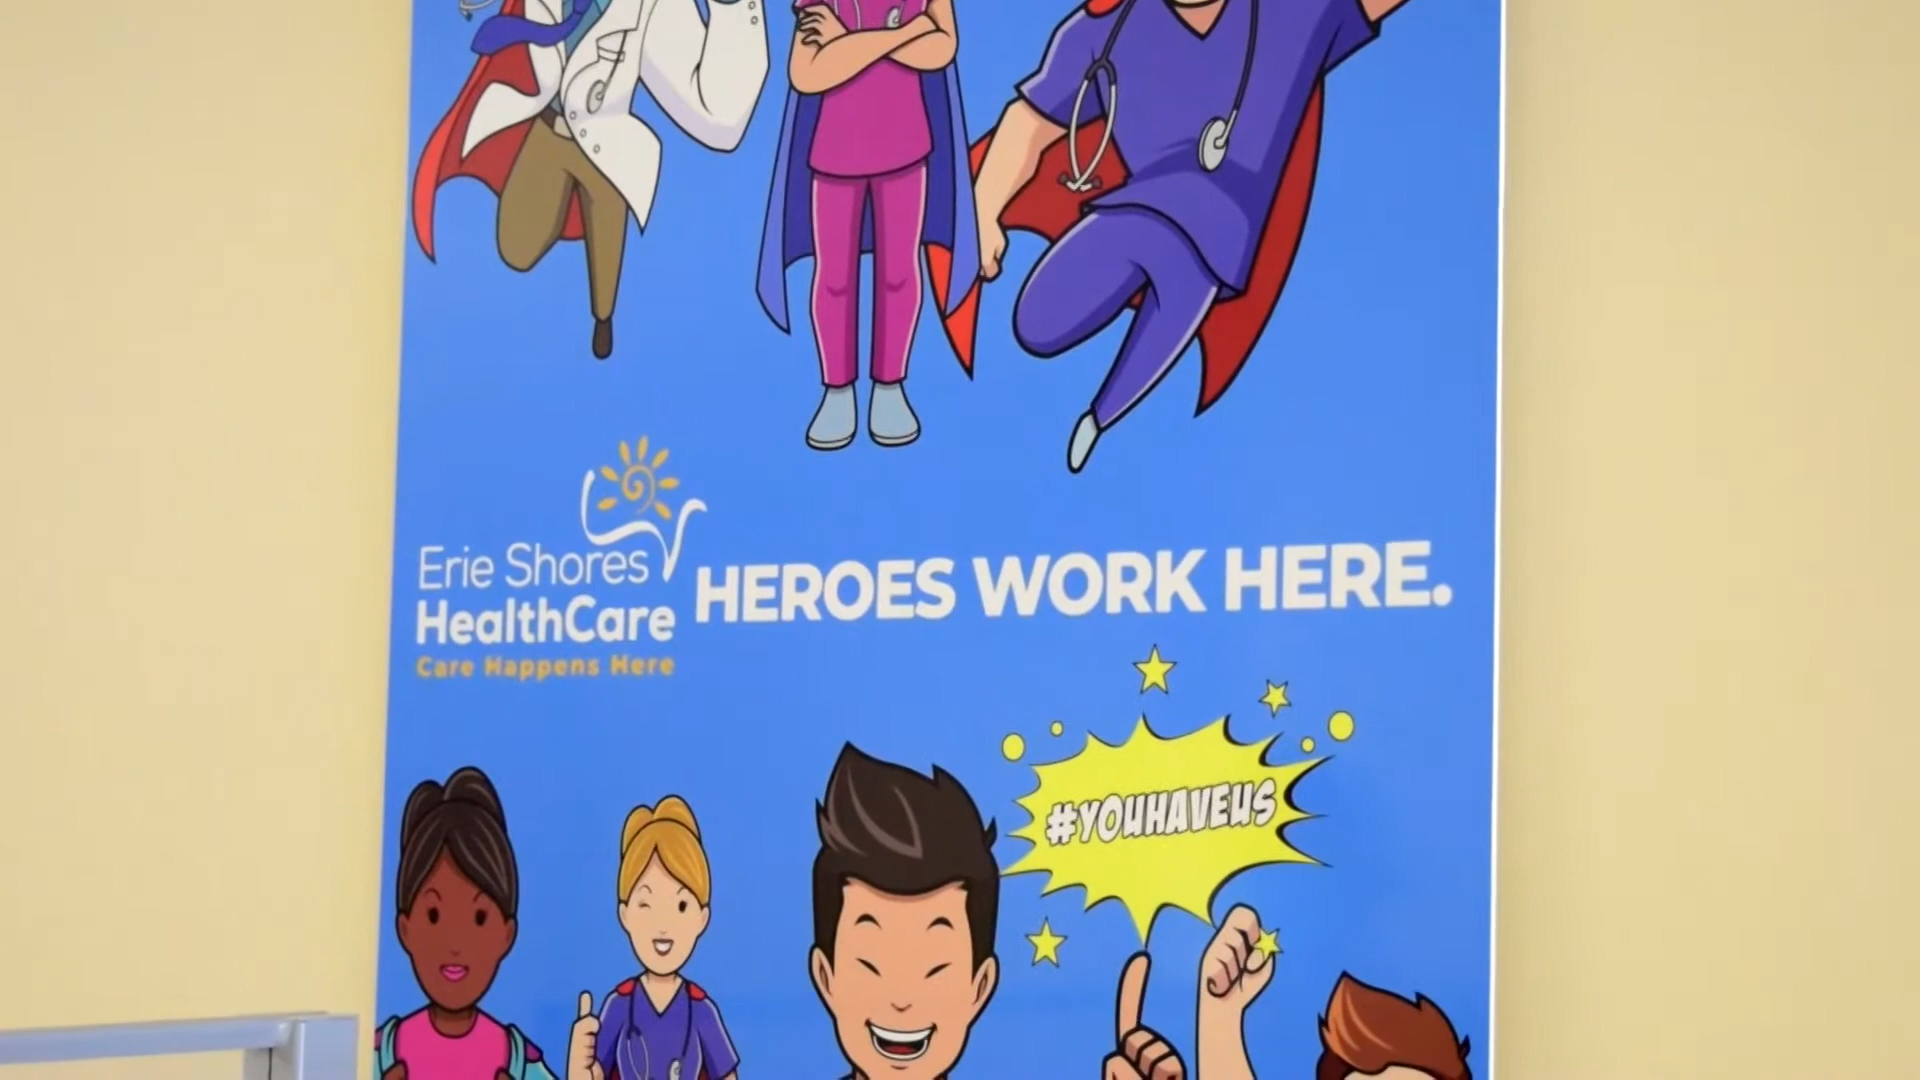 Erie Shores
HealthCare
Care Happens Here
HEROES WORK HERE.
#YOUHAVEUS